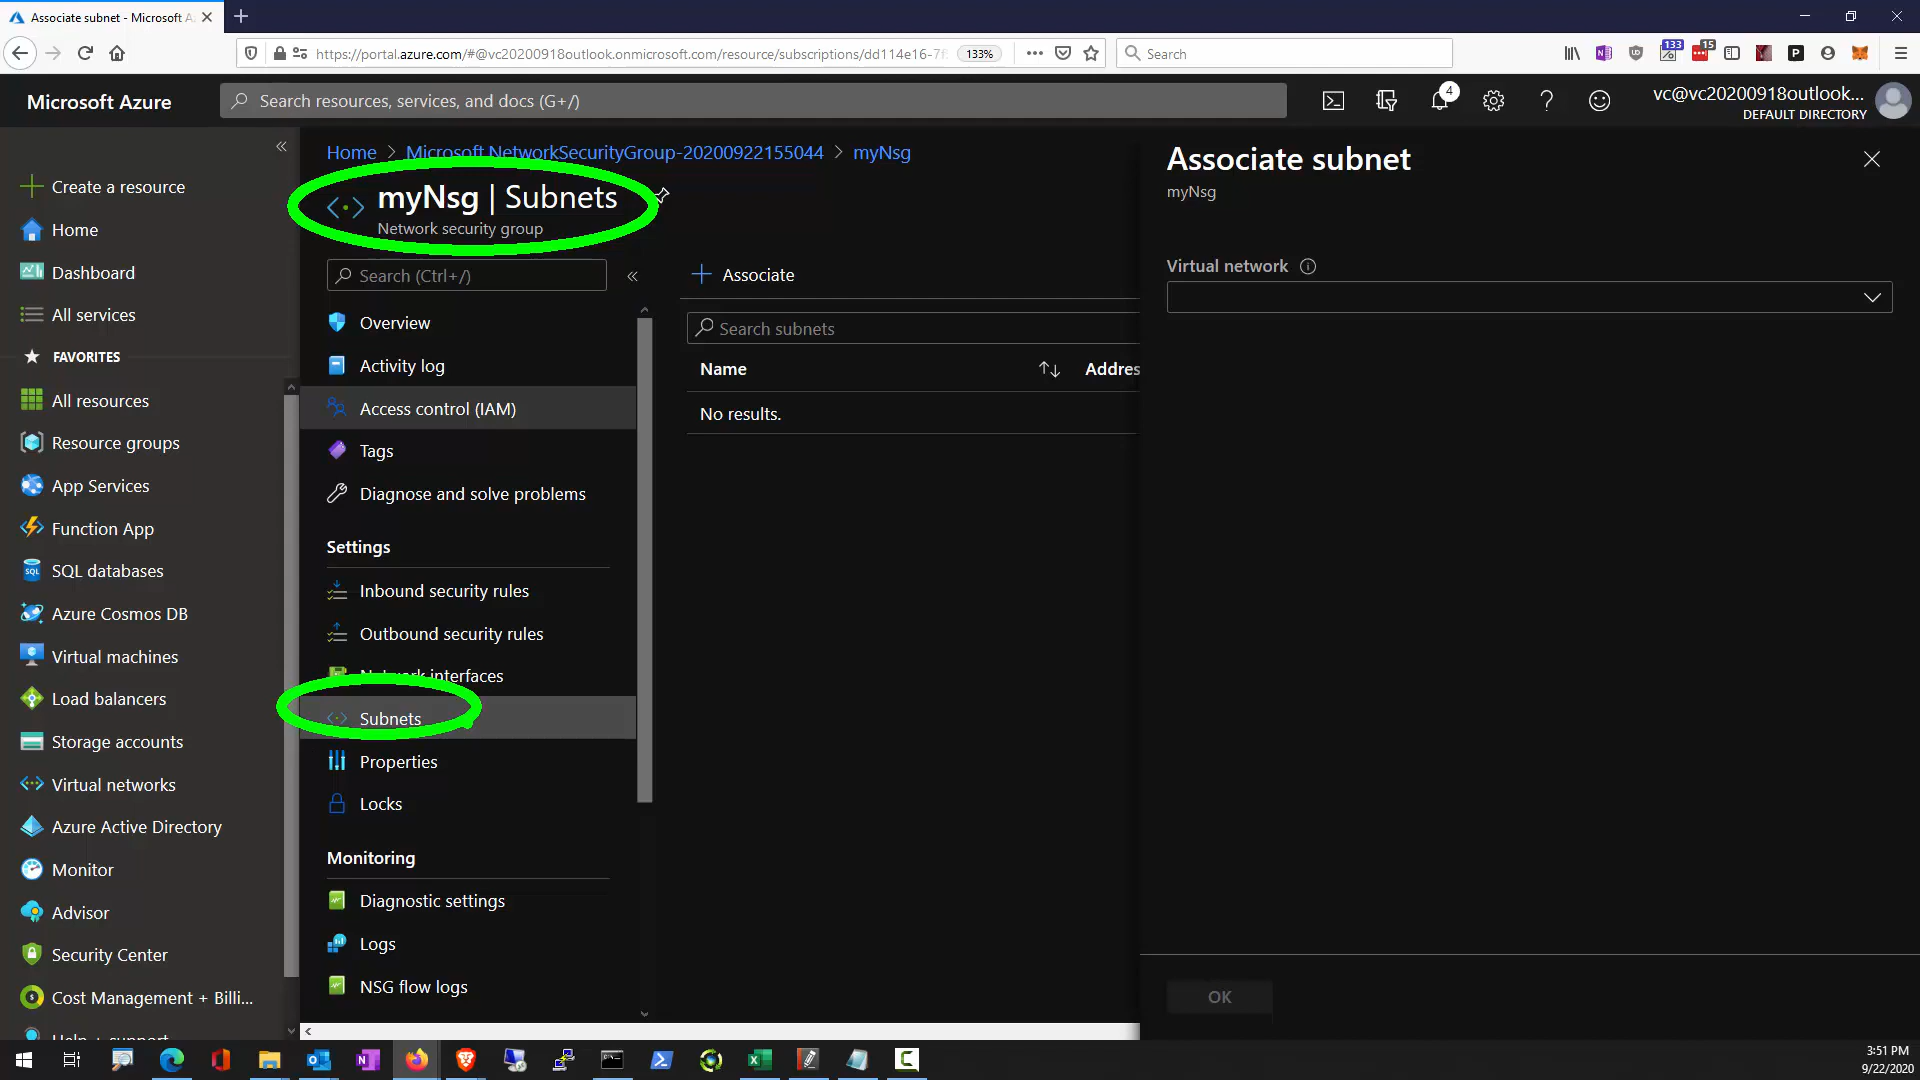 Associate subnet - Microsoft A
https://portal.azure.com/#@vc20200918outlook.onmicrosoft.com/resource/subscriptions/dd114e16-7f
133%
Search
133
15
Microsoft Azure
Search resources, services, and docs (G+/)
4
vc@vc20200918outlook...
DEFAULT DIRECTORY
Create a resource
Home
Dashboard
All services
FAVORITES
All resources
Resource groups
App Services
Function App
SQL databases
Azure Cosmos DB
Virtual machines
Load balancers
Storage accounts
Virtual networks
Azure Active Directory
Monitor
Advisor
Security Center
Cost Management + Billi...
Help + support
Home > Microsoft.NetworkSecurityGroup-20200922155044 > myNsg
myNsg | Subnets
Network security group
Search (Ctrl+/)
Overview
Activity log
Access control (IAM)
Tags
Diagnose and solve problems
Settings
Inbound security rules
Outbound security rules
Network interfaces
Subnets
Properties
Locks
Monitoring
Diagnostic settings
Logs
NSG flow logs
Associate
Search subnets
Name
Addres
No results.
Associate subnet
myNsg
Virtual network
OK
3:51 PM
9/22/2020